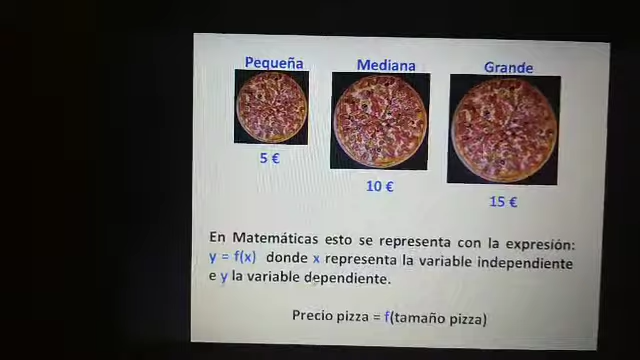 Pequeña Mediana Grande
5 €
10 €
15 €
En Matemáticas esto se representa con la expresión:
y = f(x) donde x representa la variable independiente
e y la variable dependiente.
Precio pizza = f(tamaño pizza)